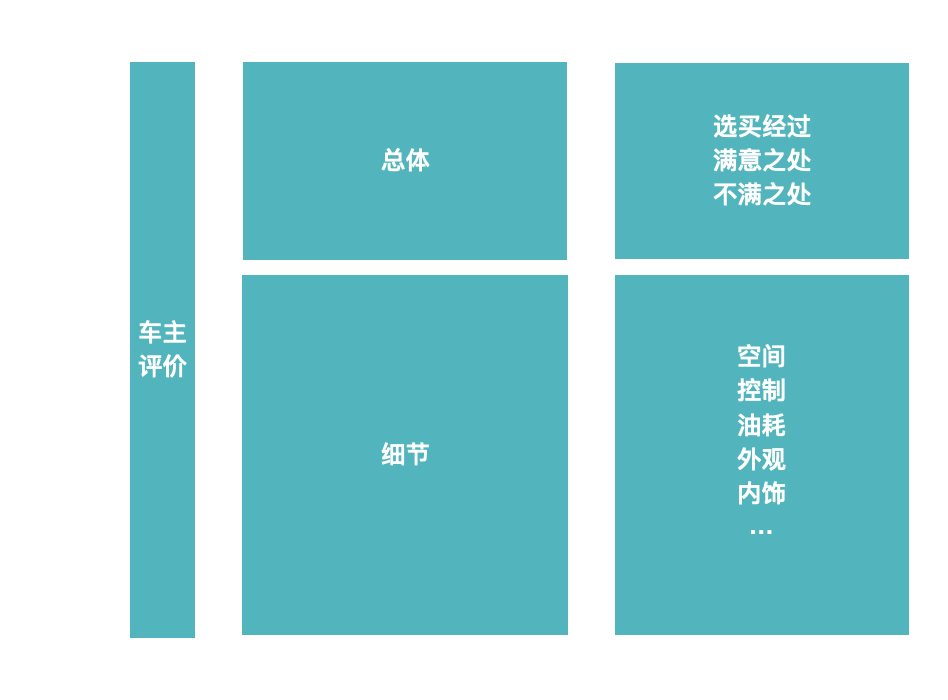 总体
选买经过
满意之处
不满之处
车主
评价
细节
空间
控制
油耗
外观
内饰
...